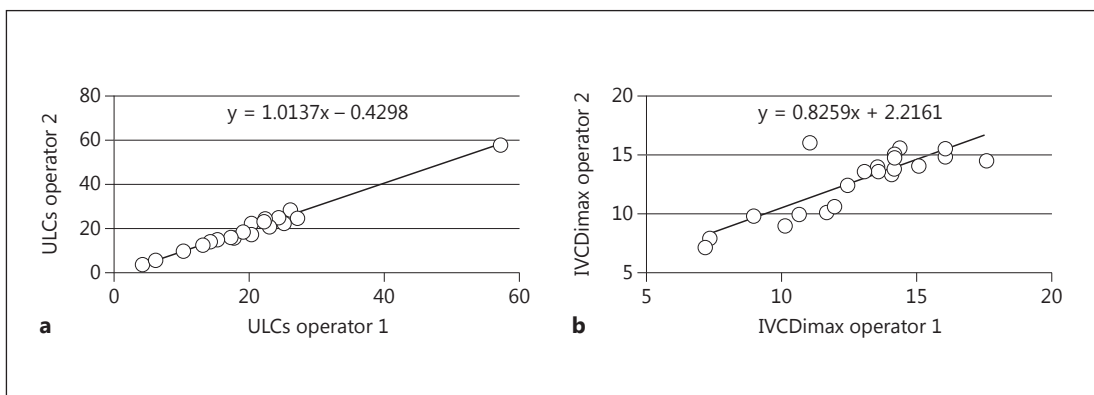 80
60
40
20
0
ULCs operator 2
y = 1.0137x – 0.4298
0
20
40
60
ULCs operator 1
a
20
15
10
5
IVCDimax operator 2
y = 0.8259x + 2.2161
5
10
15
20
IVCDimax operator 1
b